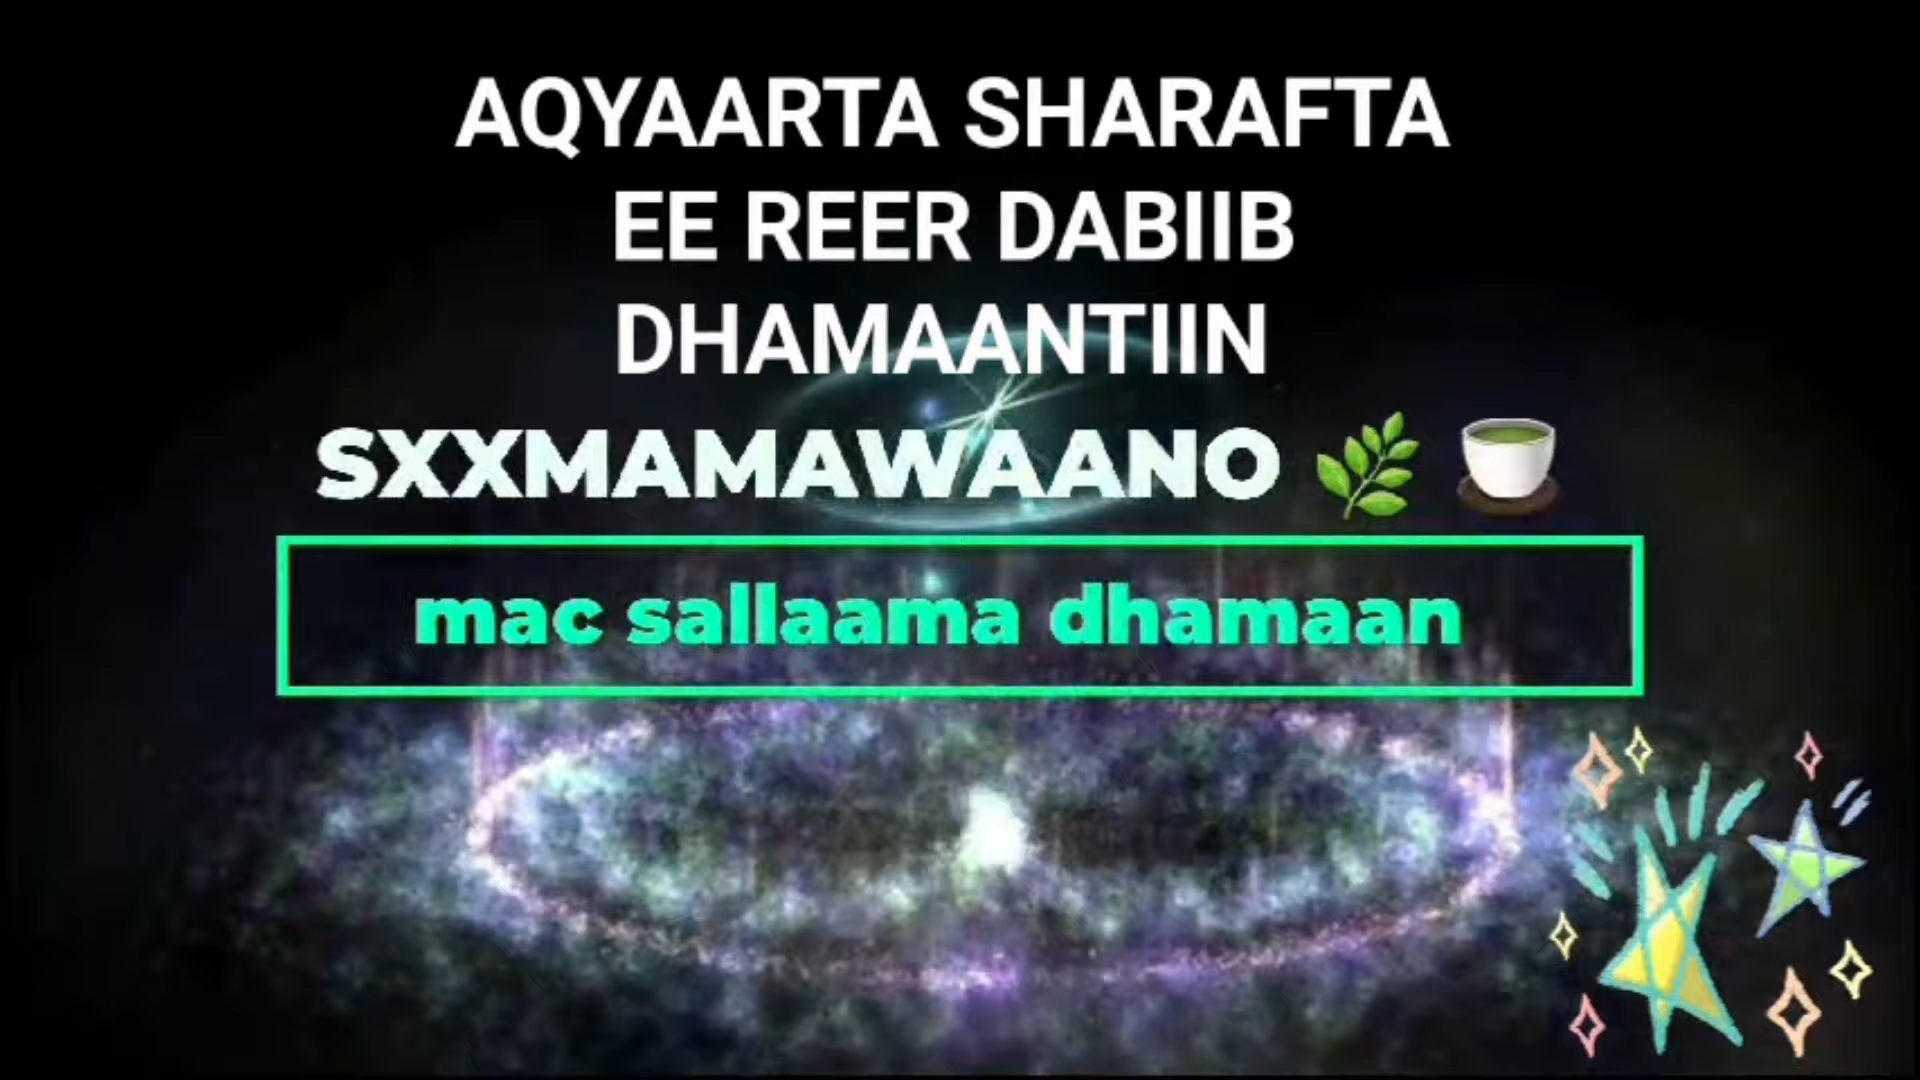 AQYAARTA SHARAFTA
EE REER DABIIB
DHAMAANTIIN
SXXMAMAWAANO 🌿 🍵
mac sallaama dhamaan